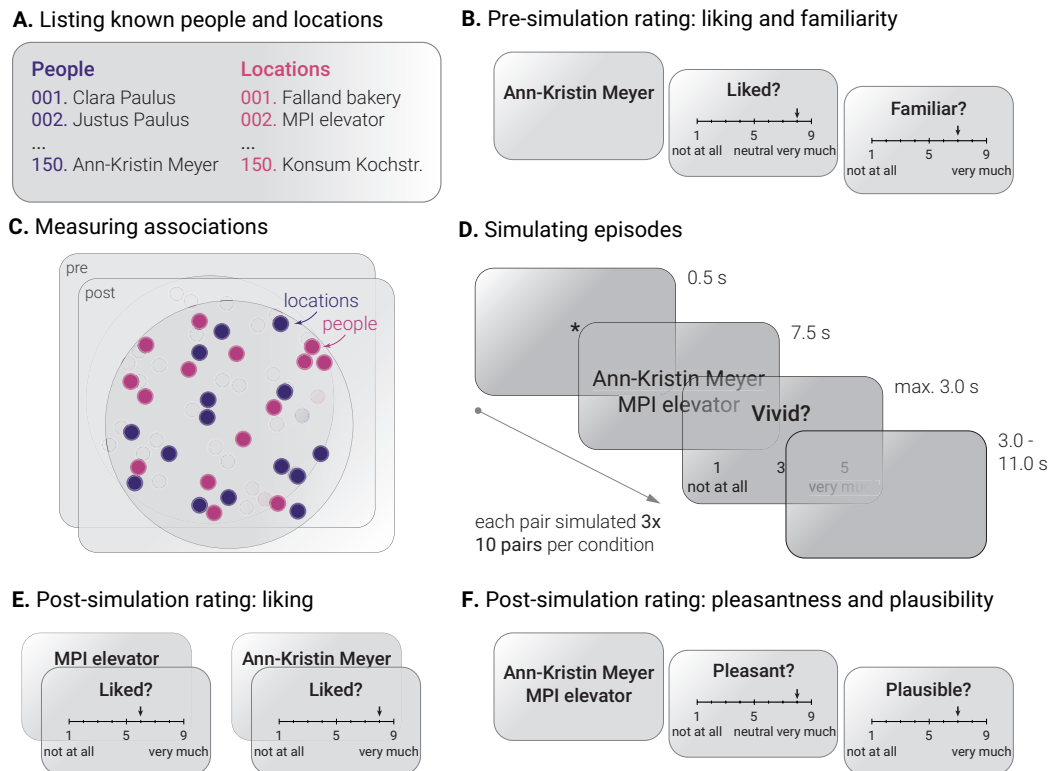 A. Listing known people and locations
People
001. Clara Paulus
002. Justus Paulus
...
150. Ann-Kristin Meyer
Locations
001. Falland bakery
002. MPI elevator
...
150. Konsum Kochstr.
B. Pre-simulation rating: liking and familiarity
Ann-Kristin Meyer
Liked?
1 5 9
not at all neutral very much
Familiar?
1 5 9
not at all very much
C. Measuring associations
pre
post
locations
people
D. Simulating episodes
0.5 s
*
7.5 s
Ann-Kristin Meyer
MPI elevator
max. 3.0 s
Vivid?
1 3 5
not at all very much
3.0 -
11.0 s
each pair simulated 3x
10 pairs per condition
E. Post-simulation rating: liking
MPI elevator
Liked?
1 5 9
not at all very much
Ann-Kristin Meyer
Liked?
1 5 9
not at all very much
F. Post-simulation rating: pleasantness and plausibility
Ann-Kristin Meyer
MPI elevator
Pleasant?
1 5 9
not at all neutral very much
Plausible?
1 5 9
not at all very much